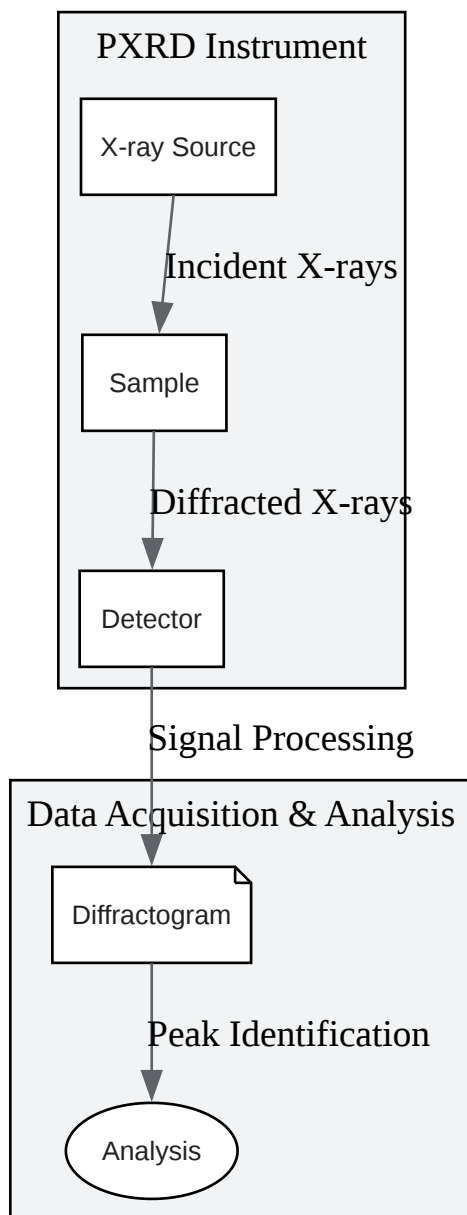 PXRD Instrument
X-ray Source
Incident X-rays
Sample
Diffracted X-rays
Detector
Signal Processing
Data Acquisition & Analysis
Diffractogram
Peak Identification
Analysis